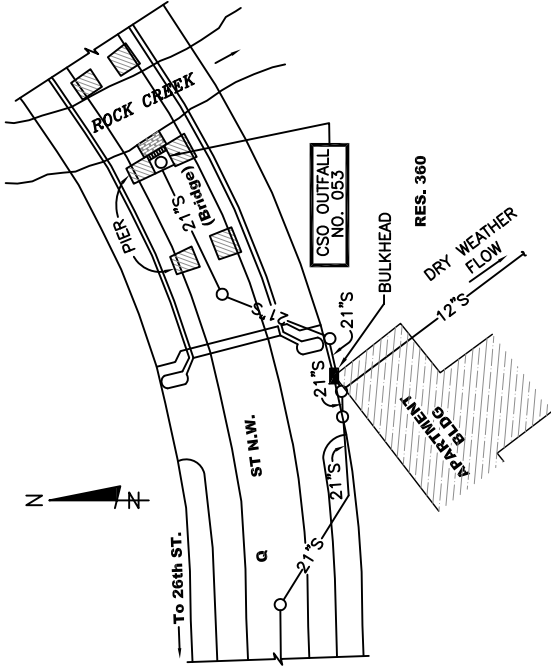 N
To 26th ST.
Q
ST N.W.
ROCK CREEK
PIER
21"S
(Bridge)
21"S
CSO OUTFALL
NO. 053
RES. 360
BULKHEAD
21"S
21"S
21"S
21"S
DRY WEATHER
FLOW
12"S
APARTMENT
BLDG